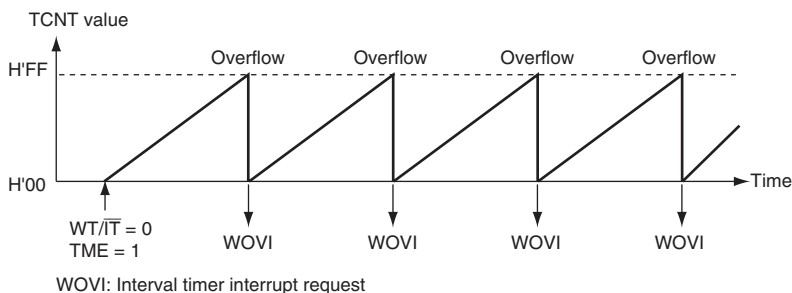 TCNT value
Overflow Overflow Overflow Overflow
H'FF
H'00
Time
WT/I̅T̅ = 0
TME = 1
WOVI WOVI WOVI WOVI
WOVI: Interval timer interrupt request